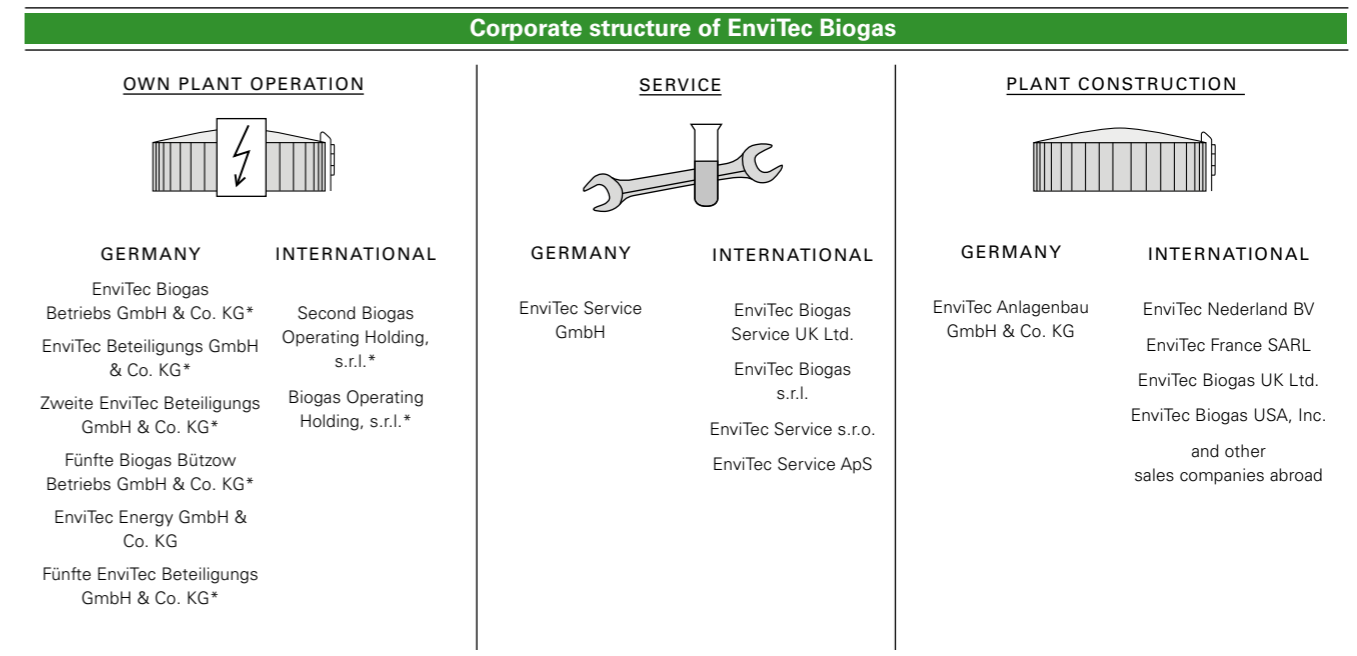 Corporate structure of EnviTec Biogas
OWN PLANT OPERATION
GERMANY
EnviTec Biogas
Betriebs GmbH & Co. KG*
EnviTec Beteiligungs GmbH
& Co. KG*
Zweite EnviTec Beteiligungs
GmbH & Co. KG*
Fünfte Biogas Bützow
Betriebs GmbH & Co. KG*
EnviTec Energy GmbH &
Co. KG
Fünfte EnviTec Beteiligungs
GmbH & Co. KG*
INTERNATIONAL
Second Biogas
Operating Holding,
s.r.l.*
Biogas Operating
Holding, s.r.l.*
SERVICE
GERMANY
EnviTec Service
GmbH
INTERNATIONAL
EnviTec Biogas
Service UK Ltd.
EnviTec Biogas
s.r.l.
EnviTec Service s.r.o.
EnviTec Service ApS
PLANT CONSTRUCTION
GERMANY
EnviTec Anlagenbau
GmbH & Co. KG
INTERNATIONAL
EnviTec Nederland BV
EnviTec France SARL
EnviTec Biogas UK Ltd.
EnviTec Biogas USA, Inc.
and other
sales companies abroad